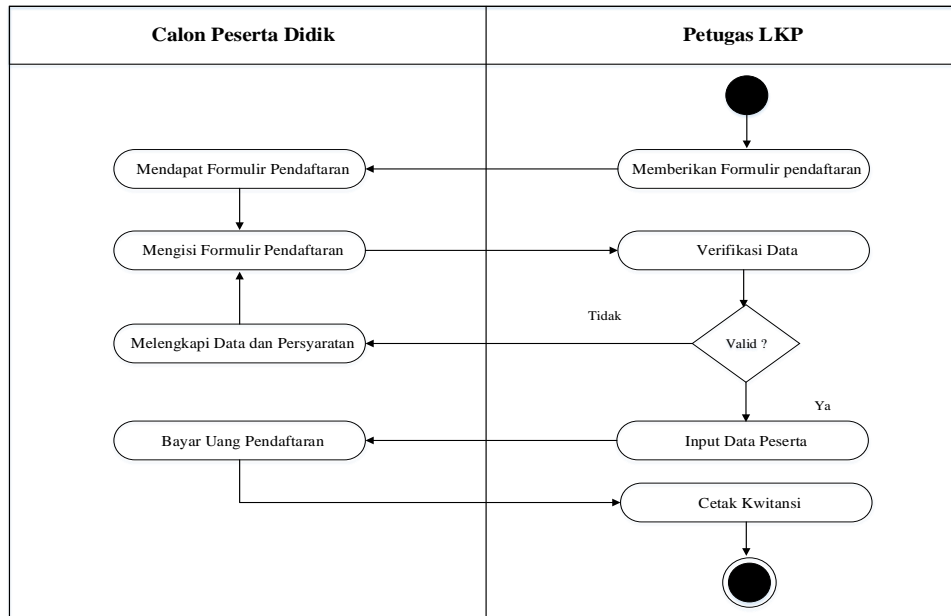 Calon Peserta Didik
Petugas LKP
Mendapat Formulir Pendaftaran
Memberikan Formulir pendaftaran
Mengisi Formulir Pendaftaran
Verifikasi Data
Tidak
Melengkapi Data dan Persyaratan
Valid ?
Ya
Bayar Uang Pendaftaran
Input Data Peserta
Cetak Kwitansi